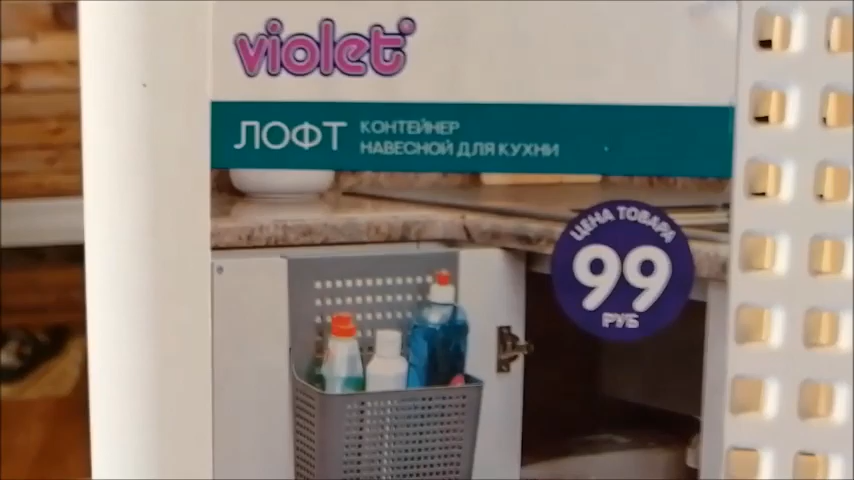 violet
ЛОФТ
КОНТЕЙНЕР
НАВЕСНОЙ ДЛЯ КУХНИ
ЦЕНА ТОВАРА
99
РУБ